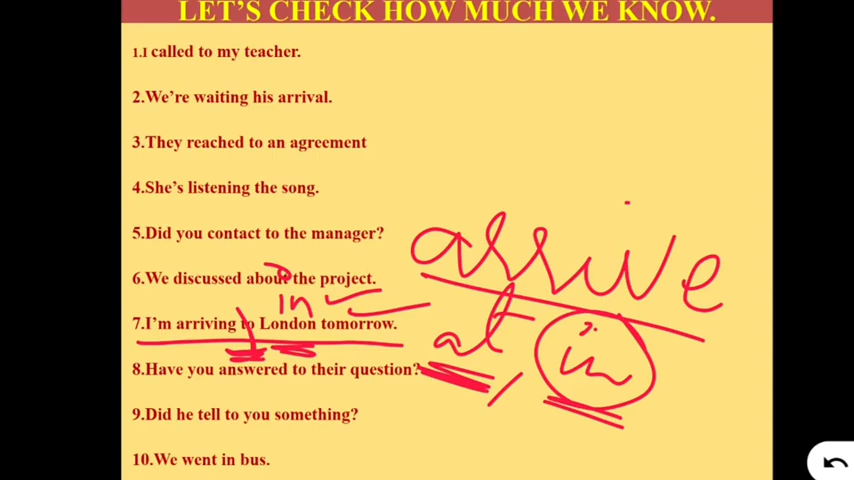 LET'S CHECK HOW MUCH WE KNOW.
1.I called to my teacher.
2.We're waiting his arrival.
3.They reached to an agreement
4.She's listening the song.
5.Did you contact to the manager?
6.We discussed about the project.
in
7.I'm arriving to London tomorrow.
arrive
at, in
8.Have you answered to their question?
9.Did he tell to you something?
10.We went in bus.